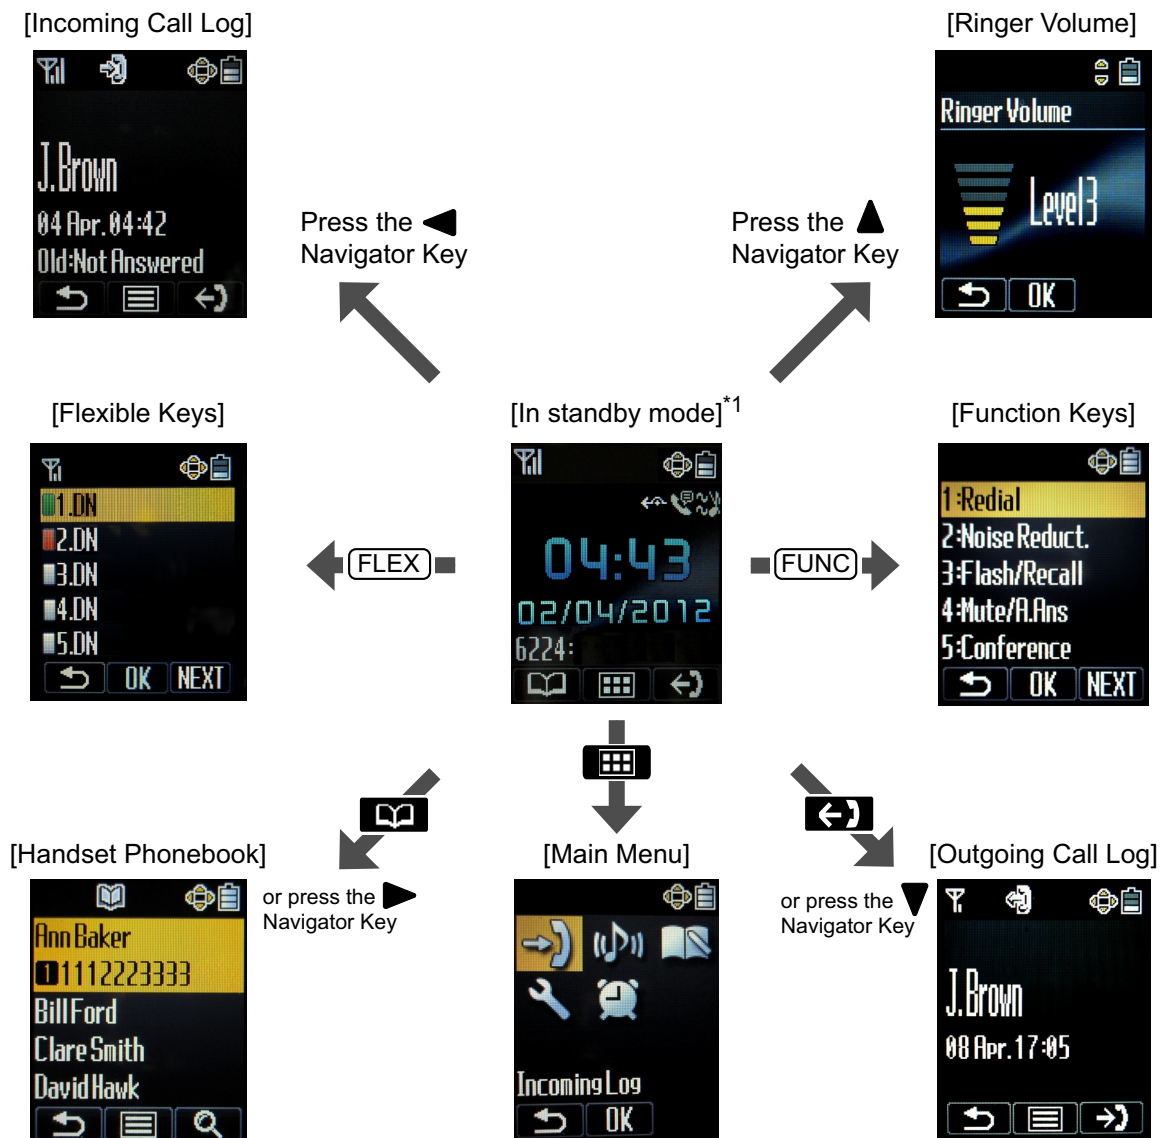 [Incoming Call Log]
J.Brown
04 Apr. 04:42
Old:Not Answered
Press the
Navigator Key
[Ringer Volume]
Ringer Volume
Level3
OK
Press the
Navigator Key
[Flexible Keys]
1.DN
2.DN
3.DN
4.DN
5.DN
OK NEXT
FLEX
[In standby mode]*1
04:43
02/04/2012
6224:
FUNC
[Function Keys]
1:Redial
2:Noise Reduct.
3:Flash/Recall
4:Mute/A.Ans
5:Conference
OK NEXT
[Handset Phonebook]
Ann Baker
1 1112223333
Bill Ford
Clare Smith
David Hawk
or press the
Navigator Key
[Main Menu]
Incoming Log
OK
or press the
Navigator Key
[Outgoing Call Log]
J.Brown
08 Apr. 17:05